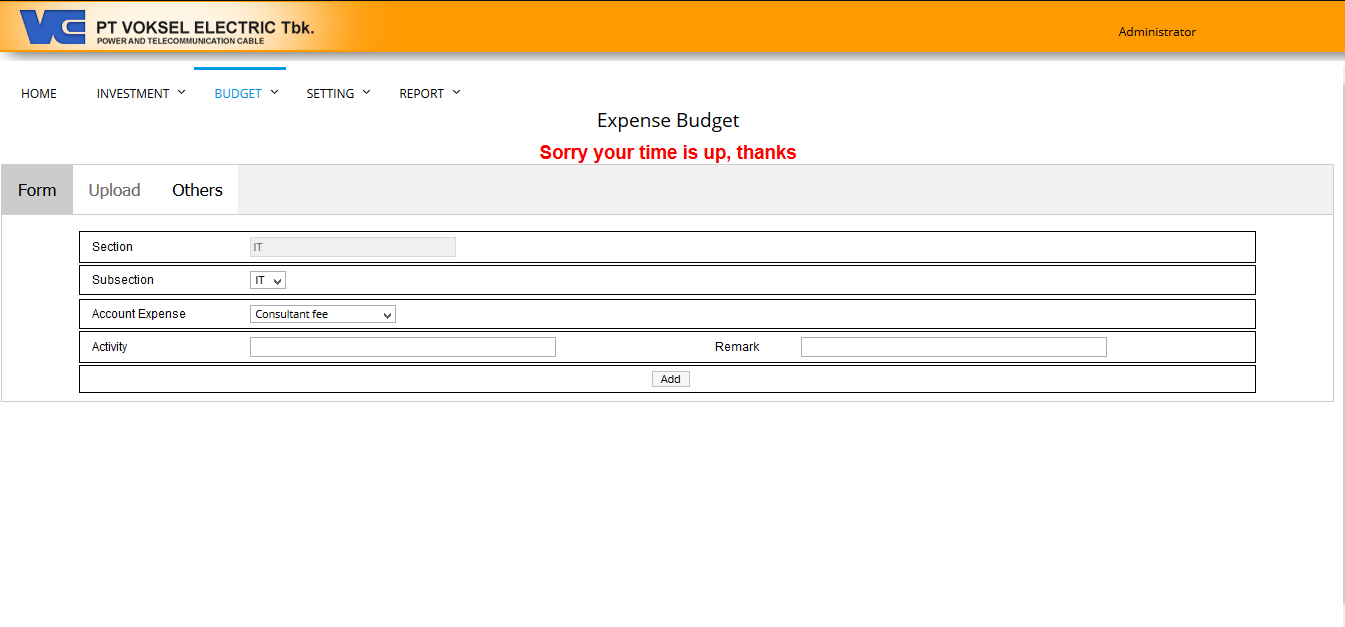 VC PT VOKSEL ELECTRIC Tbk.
POWER AND TELECOMMUNICATION CABLE
Administrator
HOME INVESTMENT BUDGET SETTING REPORT
Expense Budget
Sorry your time is up, thanks
Form Upload Others
Section IT
Subsection IT
Account Expense Consultant fee
Activity Remark
Add